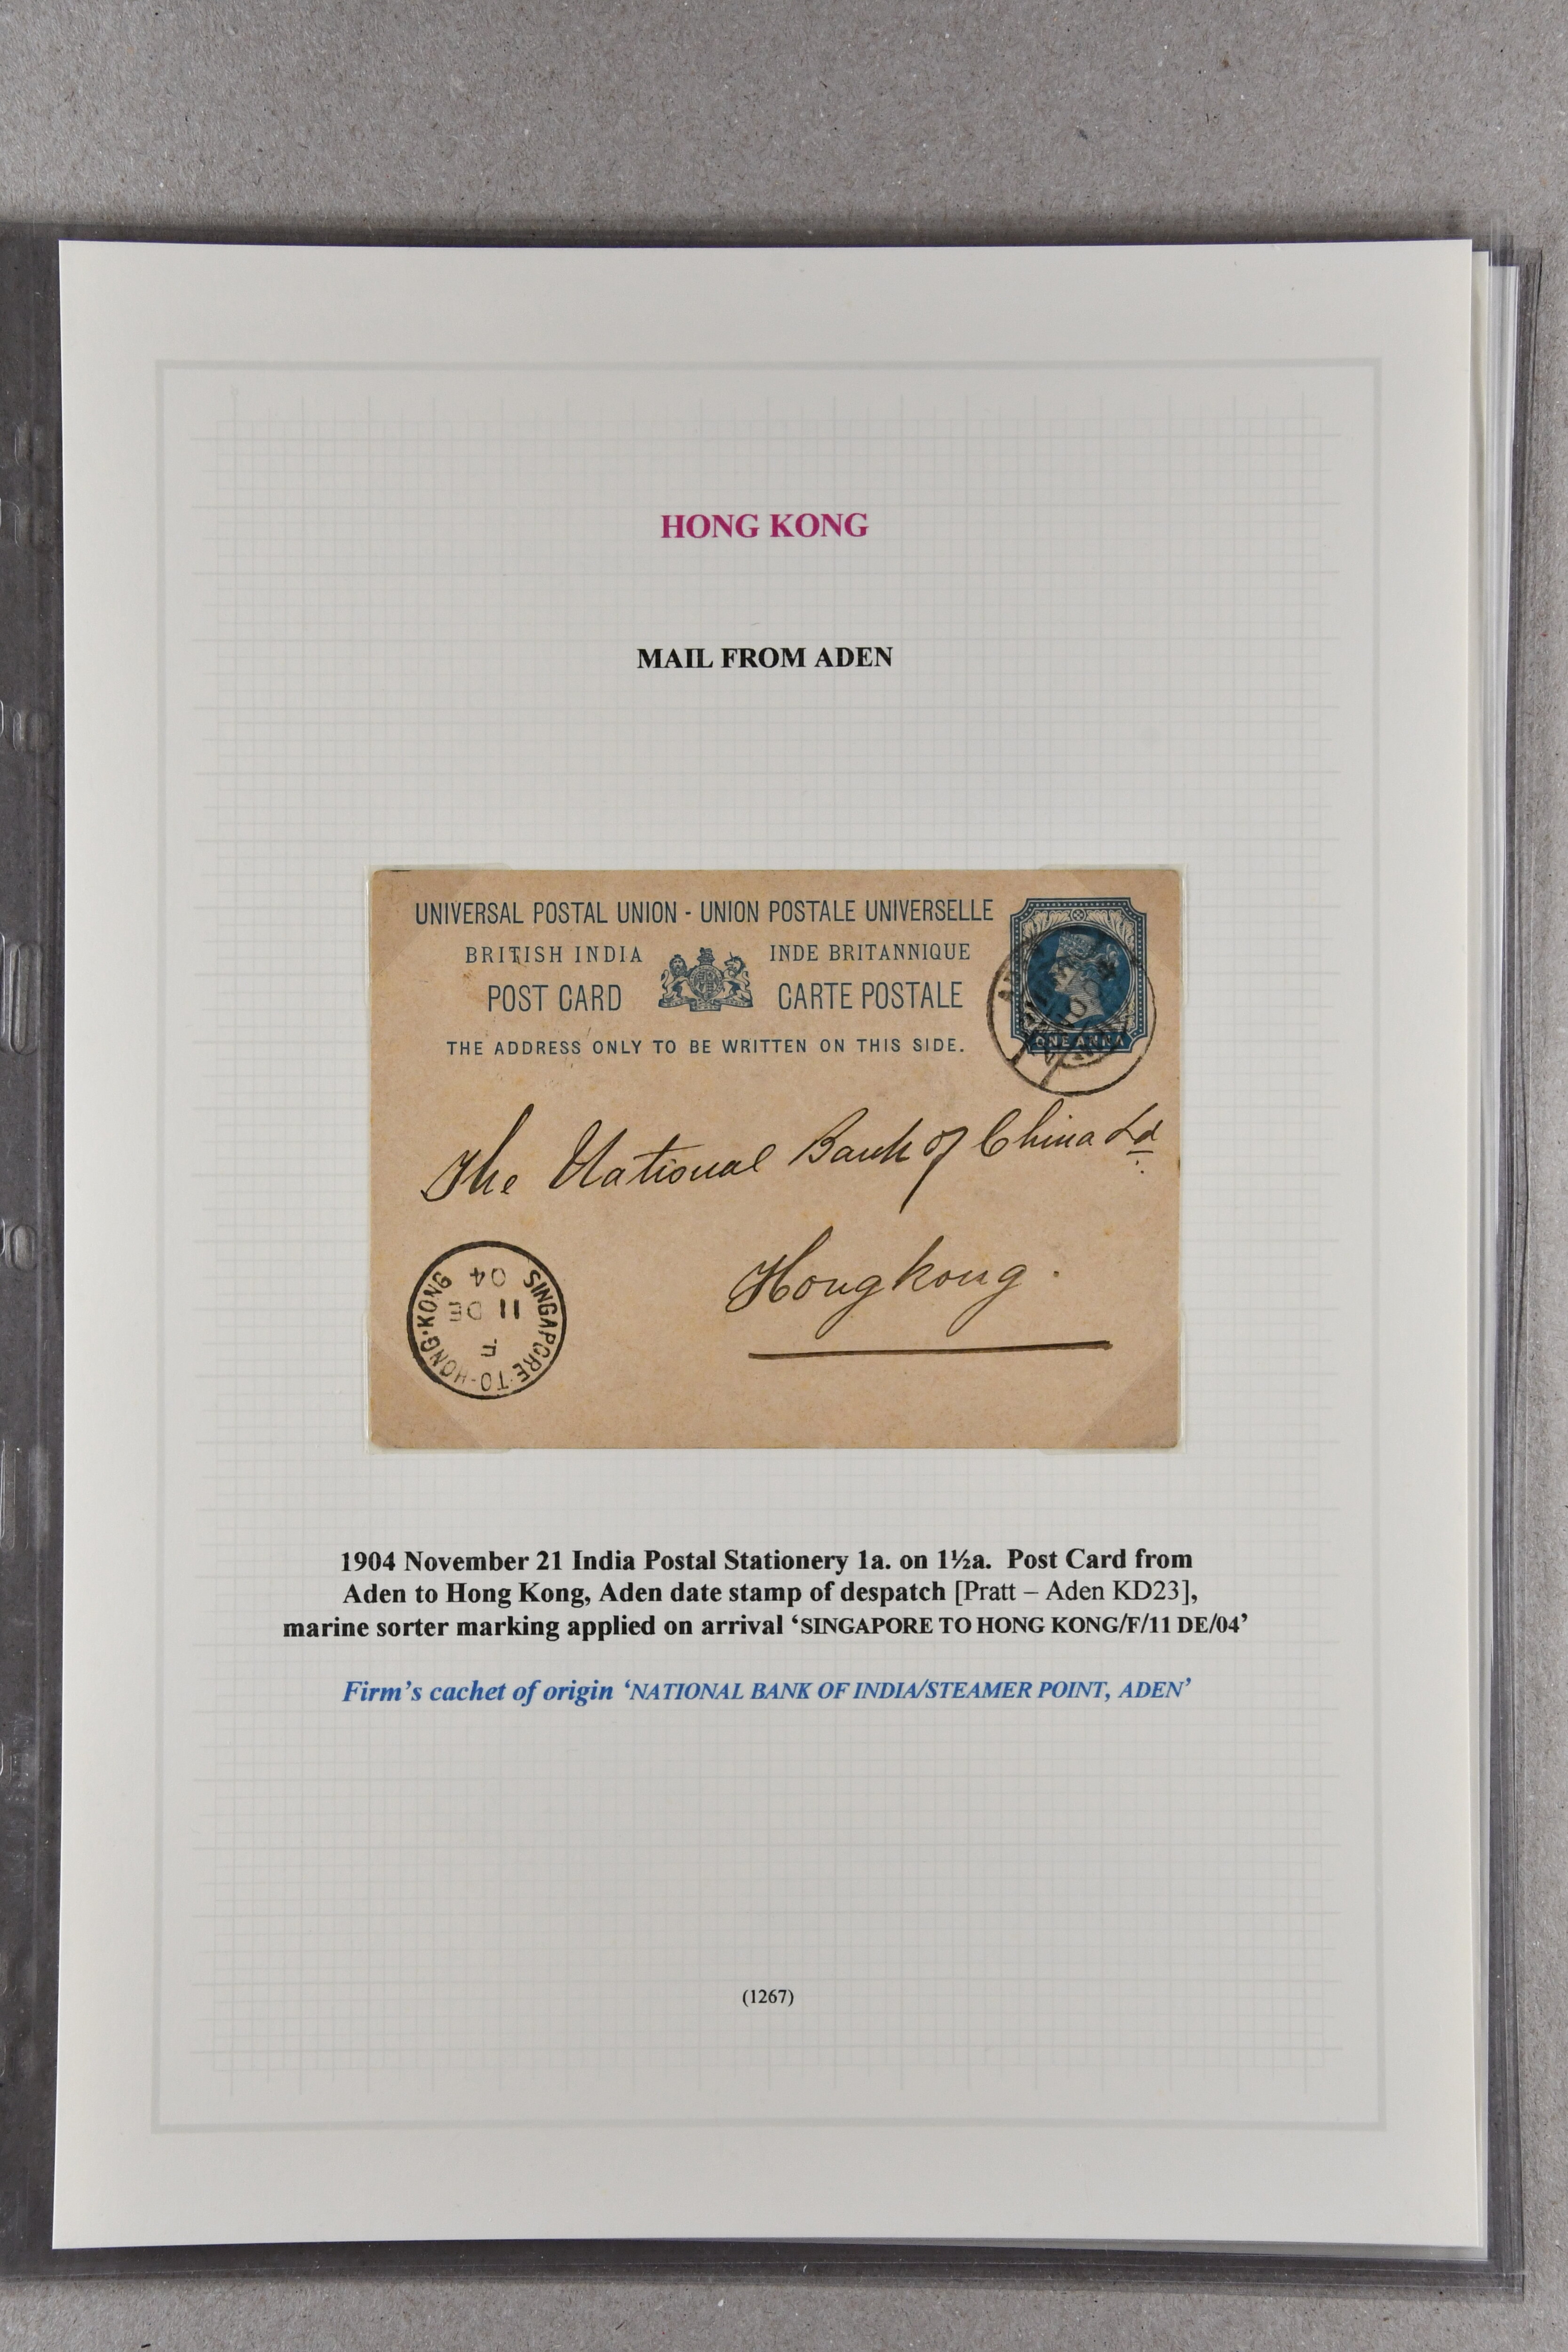 HONG KONG
MAIL FROM ADEN
UNIVERSAL POSTAL UNION - UNION POSTALE UNIVERSELLE
BRITISH INDIA INDE BRITANNIQUE
POST CARD CARTE POSTALE
THE ADDRESS ONLY TO BE WRITTEN ON THIS SIDE.
ONE ANNA
The National Bank of China Ld
Hongkong.
SINGAPORE-TO-HONG-KONG
F
11 DE
04
1904 November 21 India Postal Stationery 1a. on 1½a. Post Card from
Aden to Hong Kong, Aden date stamp of despatch [Pratt – Aden KD23],
marine sorter marking applied on arrival ‘SINGAPORE TO HONG KONG/F/11 DE/04’
Firm’s cachet of origin ‘NATIONAL BANK OF INDIA/STEAMER POINT, ADEN’
(1267)